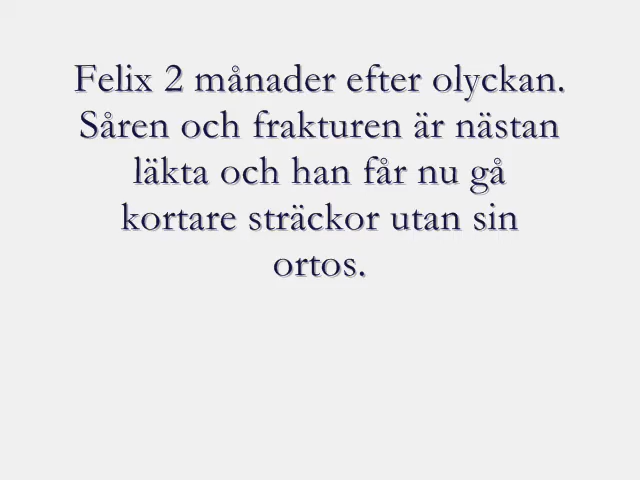 Felix 2 månader efter olyckan.
Såren och frakturen är nästan
läkta och han får nu gå
kortare sträckor utan sin
ortos.